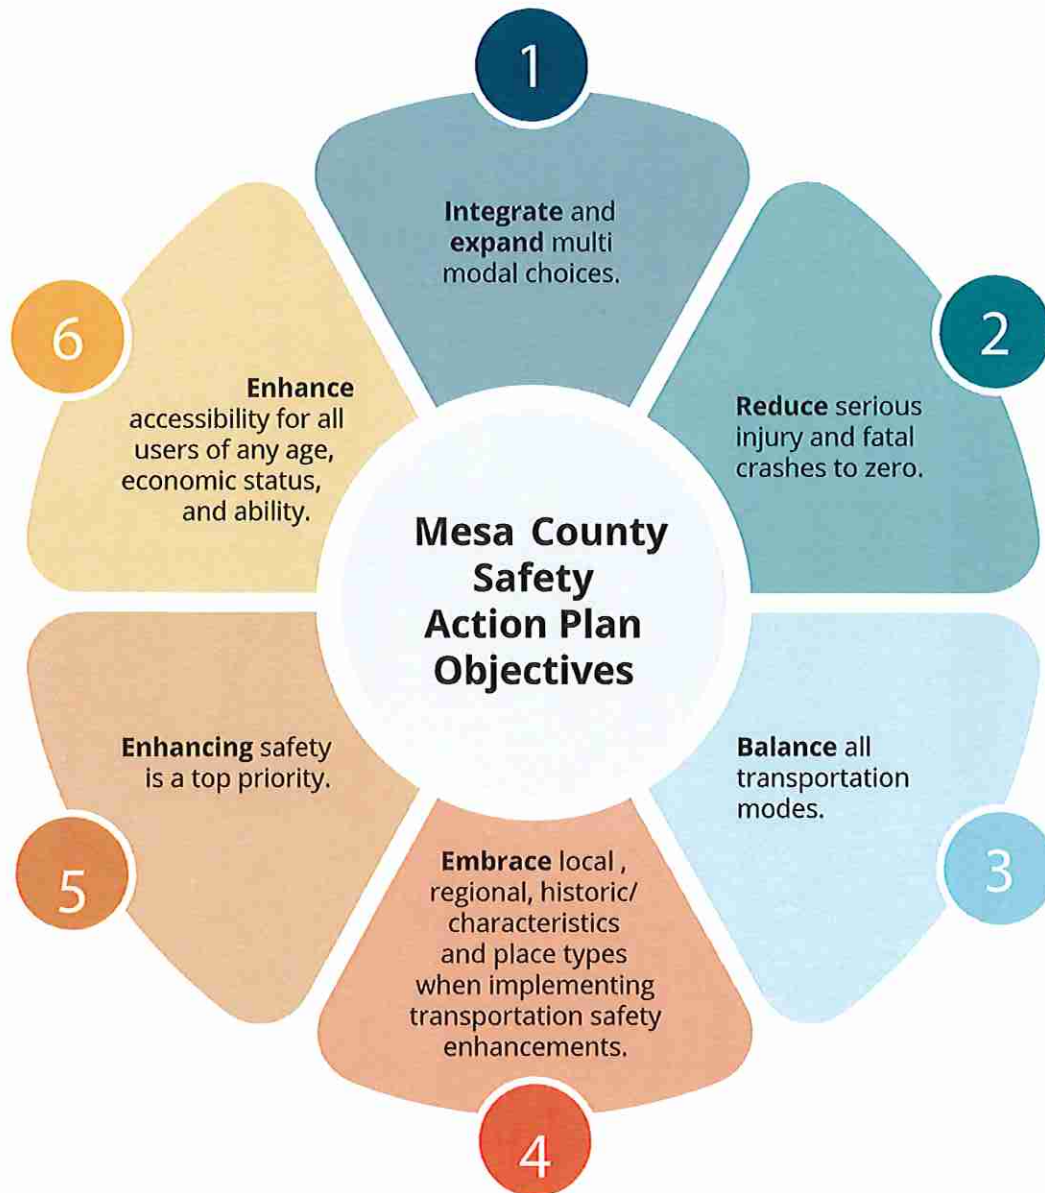 Mesa County
Safety
Action Plan
Objectives
1
Integrate and
expand multi
modal choices.
2
Reduce serious
injury and fatal
crashes to zero.
3
Balance all
transportation
modes.
4
Embrace local ,
regional, historic/
characteristics
and place types
when implementing
transportation safety
enhancements.
5
Enhancing safety
is a top priority.
6
Enhance
accessibility for all
users of any age,
economic status,
and ability.